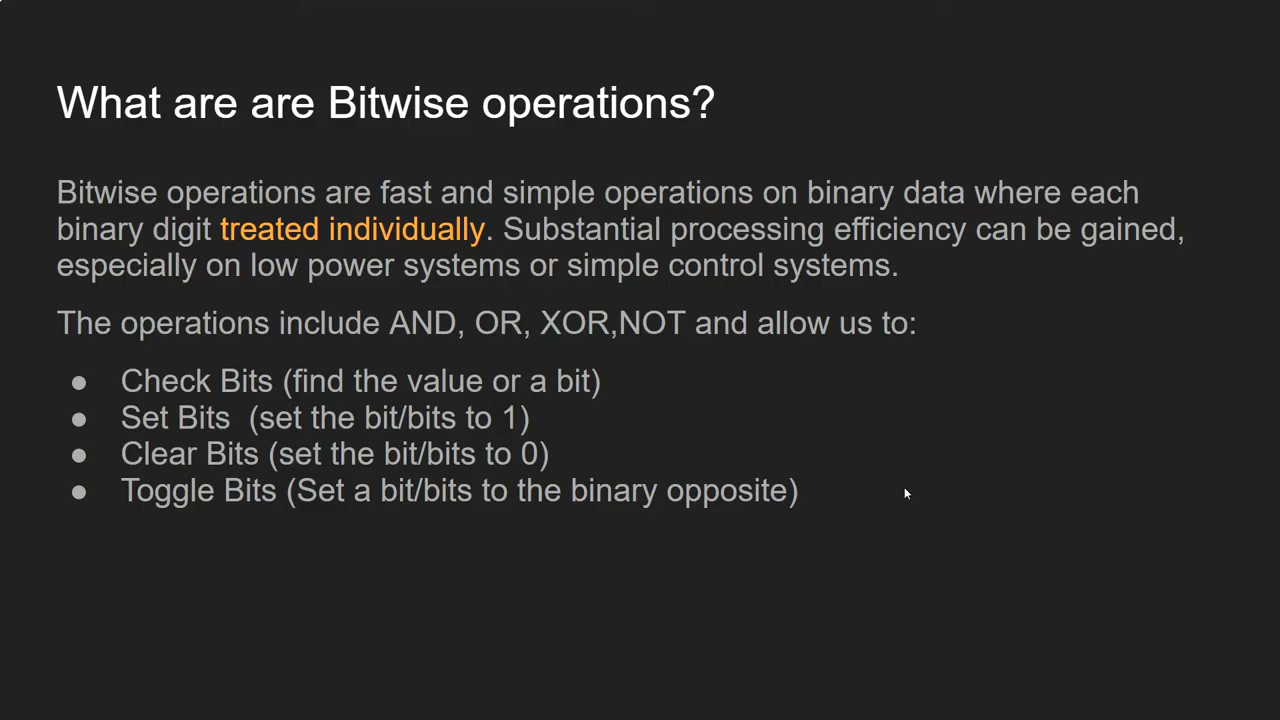 What are are Bitwise operations?
Bitwise operations are fast and simple operations on binary data where each
binary digit treated individually. Substantial processing efficiency can be gained,
especially on low power systems or simple control systems.
The operations include AND, OR, XOR,NOT and allow us to:
● Check Bits (find the value or a bit)
● Set Bits  (set the bit/bits to 1)
● Clear Bits (set the bit/bits to 0)
● Toggle Bits (Set a bit/bits to the binary opposite)